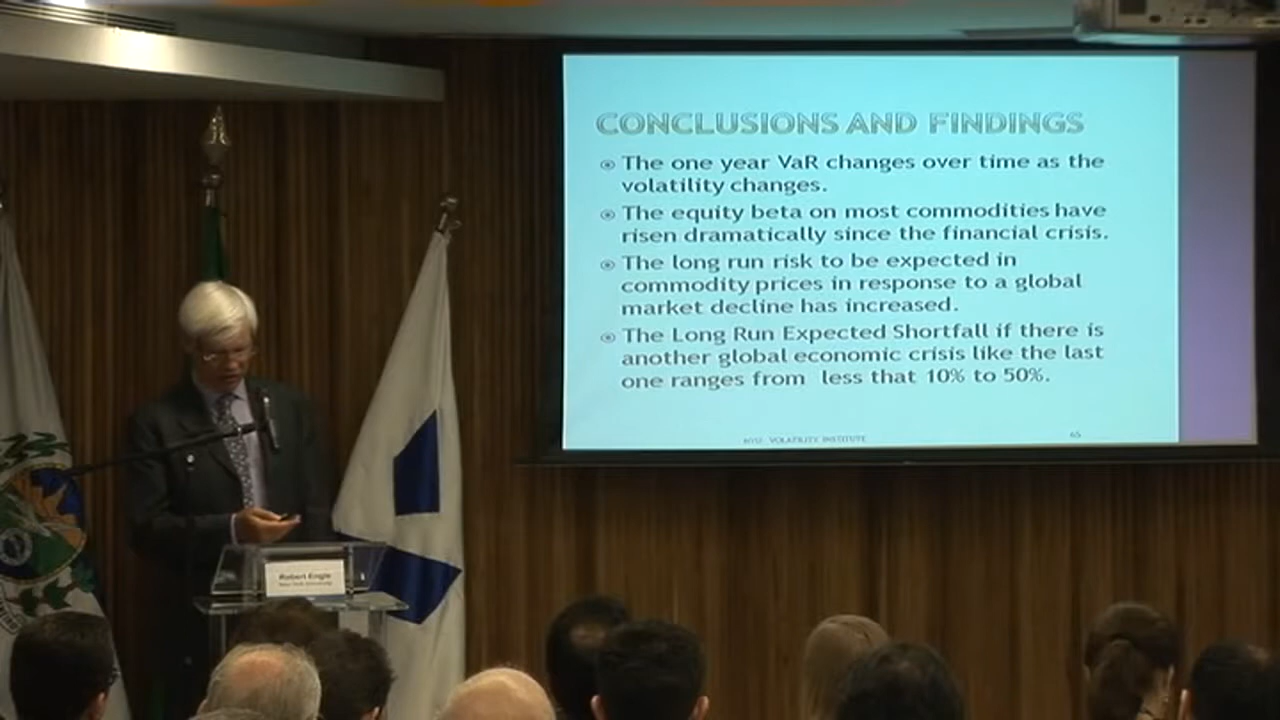 CONCLUSIONS AND FINDINGS
The one year VaR changes over time as the
volatility changes.
The equity beta on most commodities have
risen dramatically since the financial crisis.
The long run risk to be expected in
commodity prices in response to a global
market decline has increased.
The Long Run Expected Shortfall if there is
another global economic crisis like the last
one ranges from less that 10% to 50%.
NYU VOLATILITY INSTITUTE
65
Robert Engle
New York University